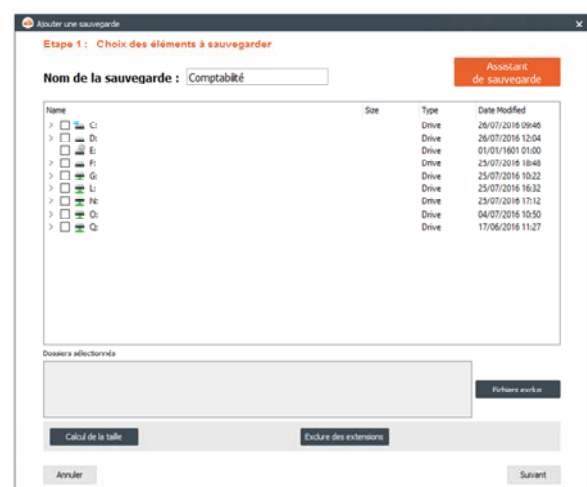 Ajouter une sauvegarde x
Etape 1 : Choix des éléments à sauvegarder
Assistant
de sauvegarde
Nom de la sauvegarde : Comptabilité
Name Size Type Date Modified
C: Drive 26/07/2016 09:46
D: Drive 26/07/2016 12:04
E: Drive 01/01/1601 01:00
F: Drive 25/07/2016 18:48
G: Drive 25/07/2016 10:22
L: Drive 25/07/2016 16:32
N: Drive 25/07/2016 17:12
O: Drive 04/07/2016 10:50
Q: Drive 17/06/2016 11:27
Dossiers sélectionnés
Fichiers exclus
Calcul de la taille Exclure des extensions
Annuler Suivant